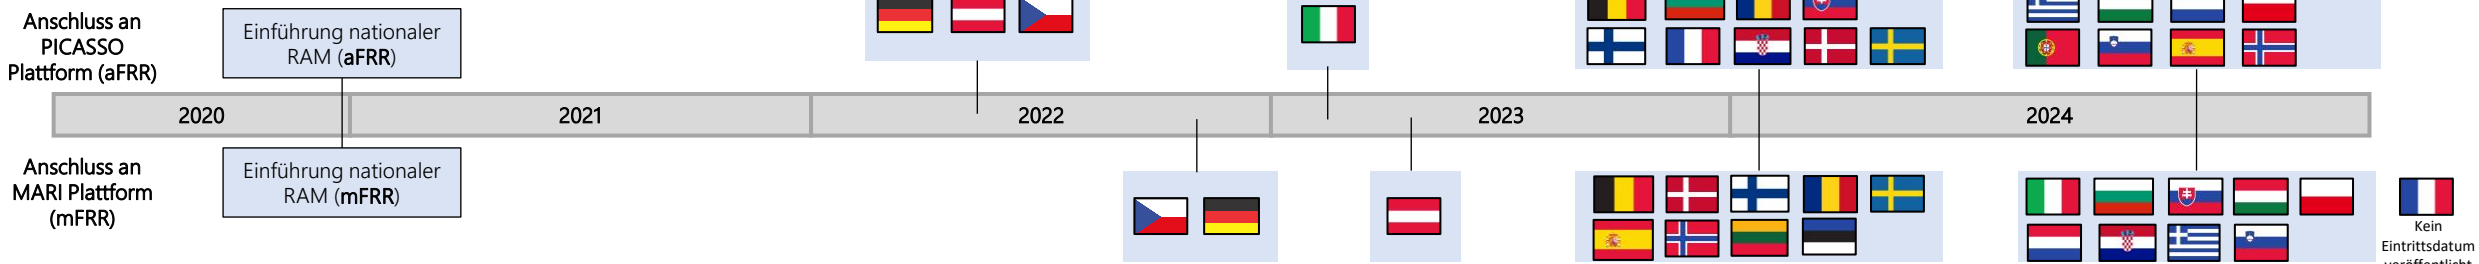 Anschluss an
PICASSO
Plattform (aFRR)
Einführung nationaler
RAM (aFRR)
2020
2021
2022
2023
2024
Anschluss an
MARI Plattform
(mFRR)
Einführung nationaler
RAM (mFRR)
Kein
Eintrittsdatum
veröffentlicht